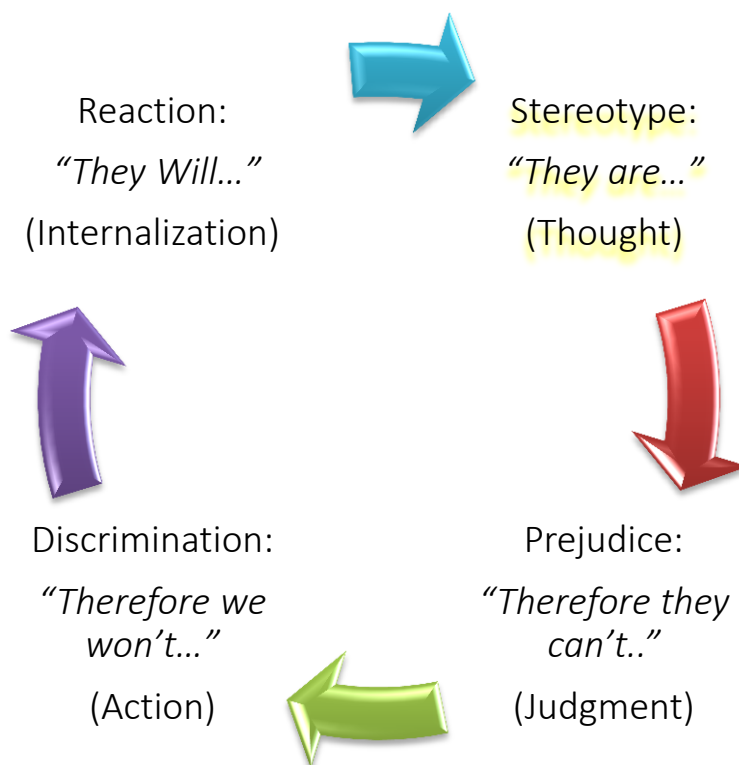 Reaction:
“They Will…”
(Internalization)
Stereotype:
“They are…”
(Thought)
Discrimination:
“Therefore we
won’t…”
(Action)
Prejudice:
“Therefore they
can’t..”
(Judgment)